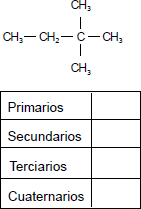 CH₃
CH₃ — CH₂ — C — CH₃
CH₃
Primarios
Secundarios
Terciarios
Cuaternarios